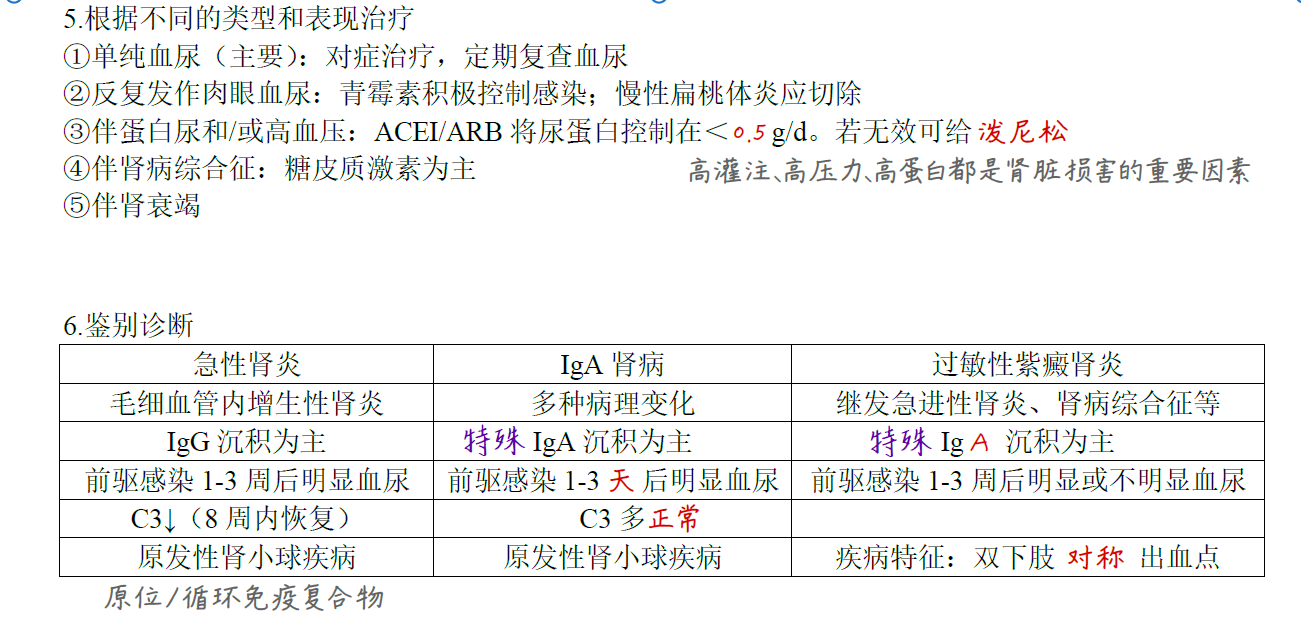 5.根据不同的类型和表现治疗
①单纯血尿（主要）：对症治疗，定期复查血尿
②反复发作肉眼血尿：青霉素积极控制感染；慢性扁桃体炎应切除
③伴蛋白尿和/或高血压：ACEI/ARB 将尿蛋白控制在＜0.5 g/d。若无效可给 泼尼松
④伴肾病综合征：糖皮质激素为主 高灌注、高压力、高蛋白都是肾脏损害的重要因素
⑤伴肾衰竭
6.鉴别诊断
急性肾炎 IgA 肾病 过敏性紫癜肾炎
毛细血管内增生性肾炎 多种病理变化 继发急进性肾炎、肾病综合征等
IgG 沉积为主 特殊 IgA 沉积为主 特殊 Ig A 沉积为主
前驱感染 1-3 周后明显血尿 前驱感染 1-3 天 后明显血尿 前驱感染 1-3 周后明显或不明显血尿
C3↓（8 周内恢复） C3 多正常
原发性肾小球疾病 原发性肾小球疾病 疾病特征：双下肢 对称 出血点
原位/循环免疫复合物